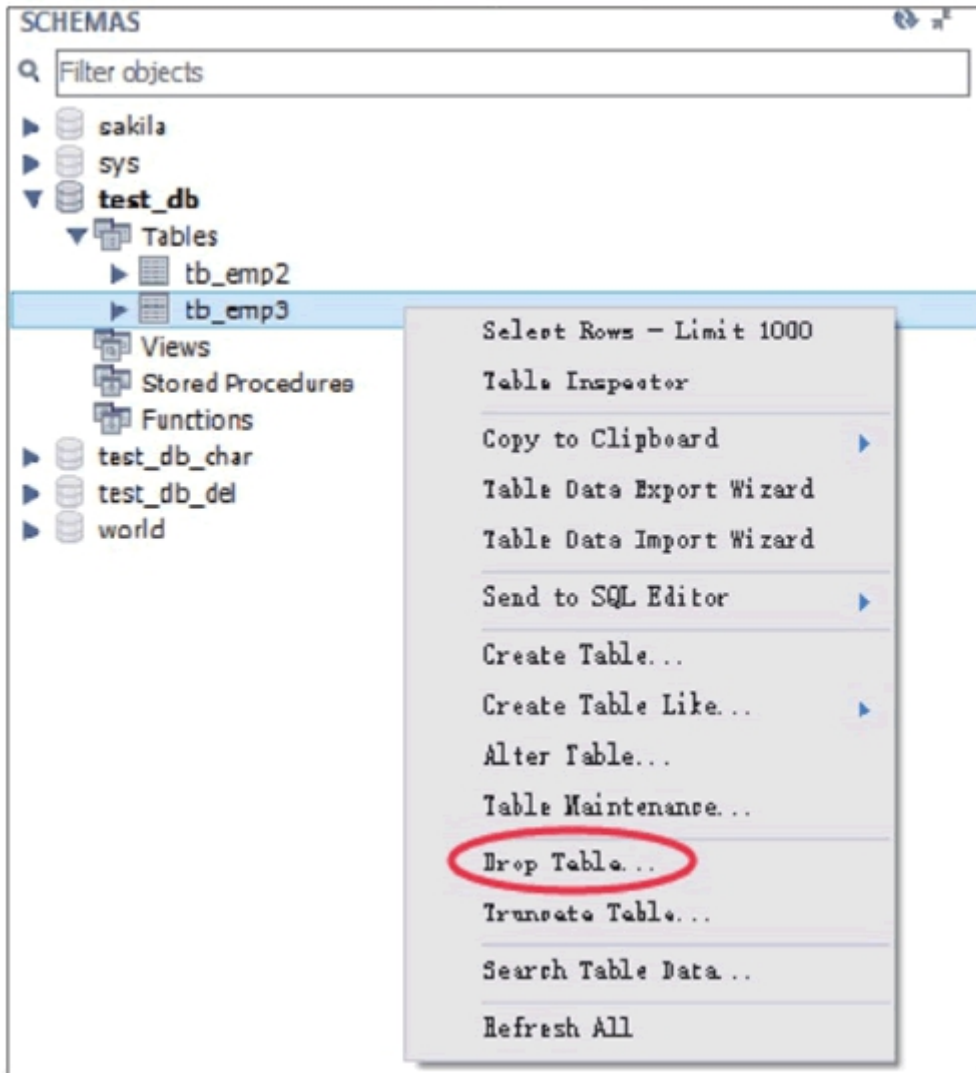 SCHEMAS
Filter objects
sakila
sys
test_db
Tables
tb_emp2
tb_emp3
Views
Stored Procedures
Functions
test_db_char
test_db_del
world
Select Rows - Limit 1000
Table Inspector
Copy to Clipboard
Table Data Export Wizard
Table Data Import Wizard
Send to SQL Editor
Create Table...
Create Table Like...
Alter Table...
Table Maintenance...
Drop Table...
Truncate Table...
Search Table Data...
Refresh All